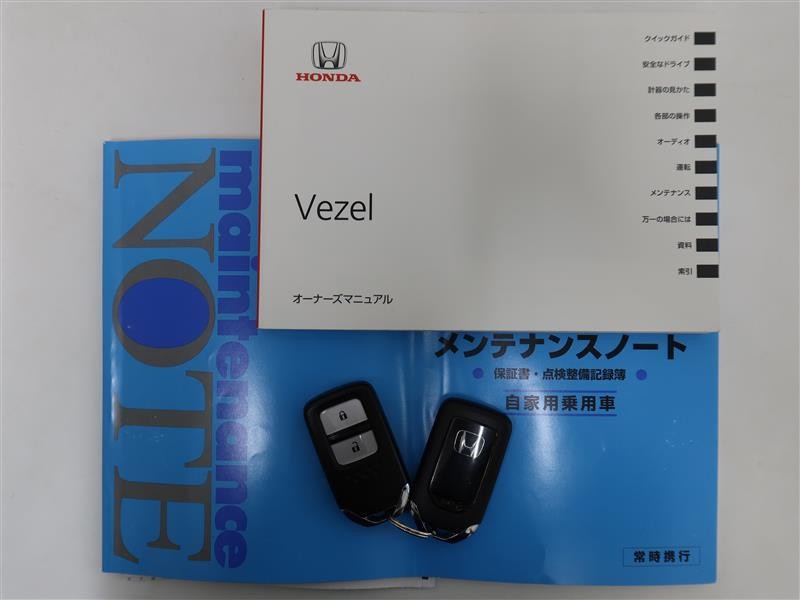 HONDA
Vezel
オーナーズマニュアル
クイックガイド
安全なドライブ
計器の見かた
各部の操作
オーディオ
運転
メンテナンス
万一の場合には
資料
索引
maintenance
NOTE
メンテナンスノート
● 保証書・点検整備記録簿 ●
自家用乗用車
常時携行